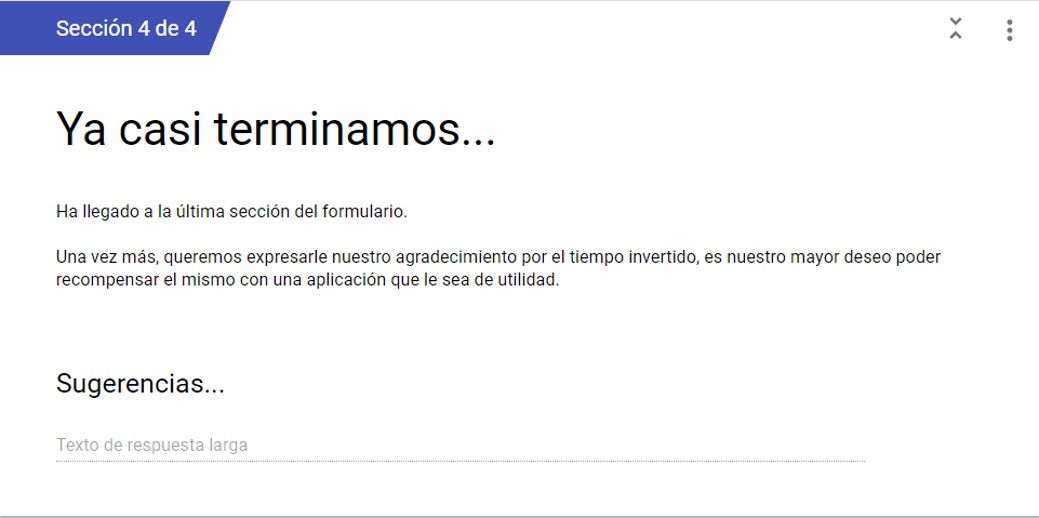 Sección 4 de 4
Ya casi terminamos...
Ha llegado a la última sección del formulario.
Una vez más, queremos expresarle nuestro agradecimiento por el tiempo invertido, es nuestro mayor deseo poder
recompensar el mismo con una aplicación que le sea de utilidad.
Sugerencias...
Texto de respuesta larga